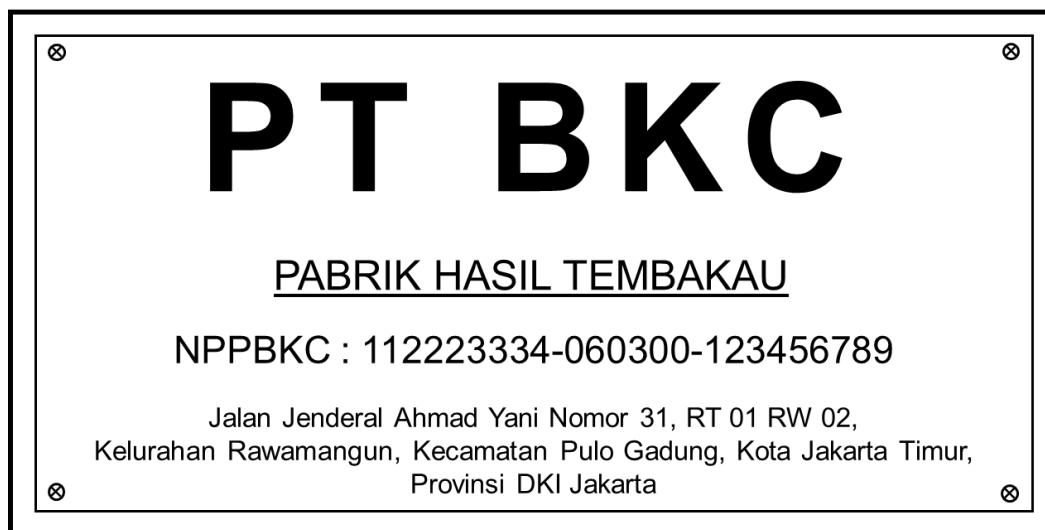 PT BKC
PABRIK HASIL TEMBAKAU
NPPBKC : 112223334-060300-123456789
Jalan Jenderal Ahmad Yani Nomor 31, RT 01 RW 02,
Kelurahan Rawamangun, Kecamatan Pulo Gadung, Kota Jakarta Timur,
Provinsi DKI Jakarta